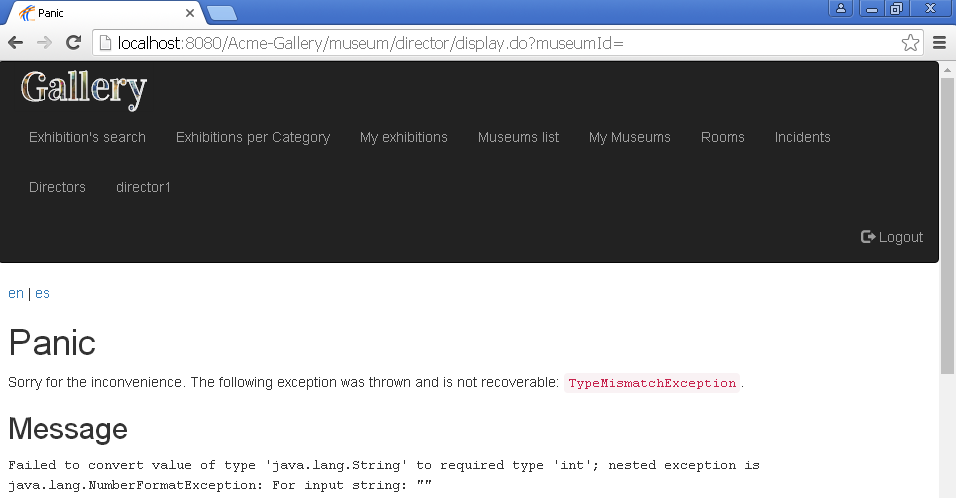 Panic
localhost:8080/Acme-Gallery/museum/director/display.do?museumId=
Gallery
Exhibition's search Exhibitions per Category My exhibitions Museums list My Museums Rooms Incidents
Directors director1
Logout
en | es
Panic
Sorry for the inconvenience. The following exception was thrown and is not recoverable: TypeMismatchException.
Message
Failed to convert value of type 'java.lang.String' to required type 'int'; nested exception is
java.lang.NumberFormatException: For input string: ""